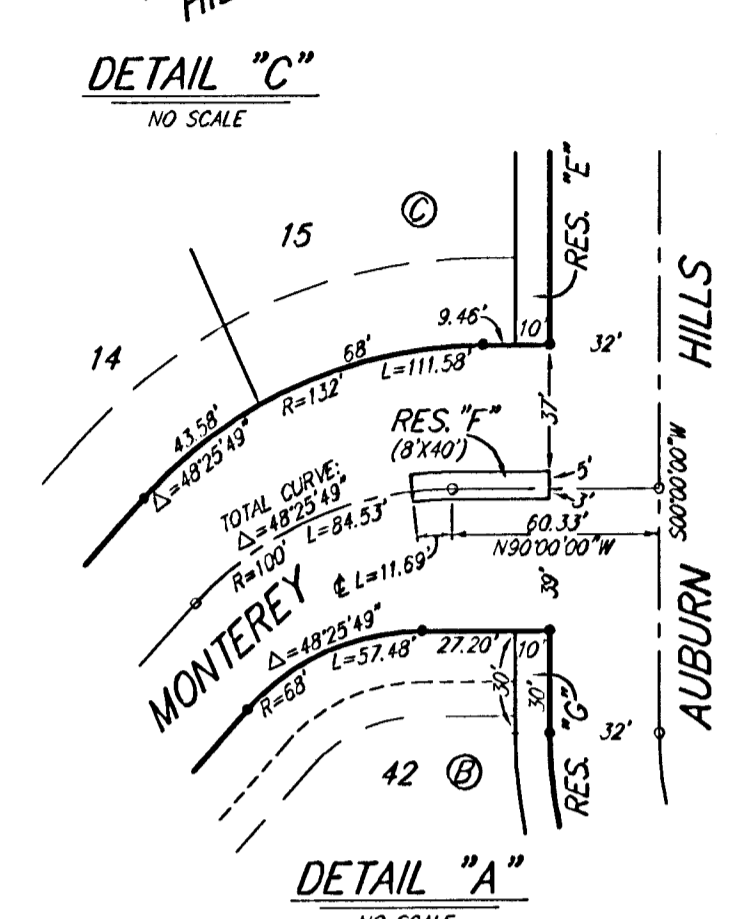 DETAIL "C"
NO SCALE
C
15
RES. "E"
14
9.46'
10'
32'
HILLS
68'
L=111.58'
R=132'
43.58'
Δ=48°25'49"
37'
RES. "F"
(8'X40')
5'
3'
TOTAL CURVE:
Δ=48°25'49"
L=84.53'
R=100'
60.33'
N90°00'00"W
S00°00'00"W
℄ L=11.69'
39'
MONTEREY
Δ=48°25'49"
L=57.48'
R=68'
27.20'
10'
30'
30'
RES. "G"
32'
AUBURN
42
B
DETAIL "A"
NO SCALE